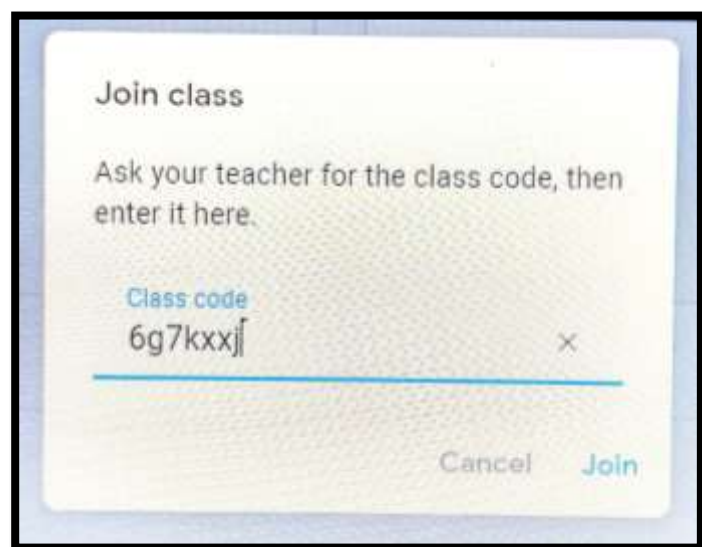 Join class
Ask your teacher for the class code, then
enter it here.
Class code
6g7kxxj
Cancel Join